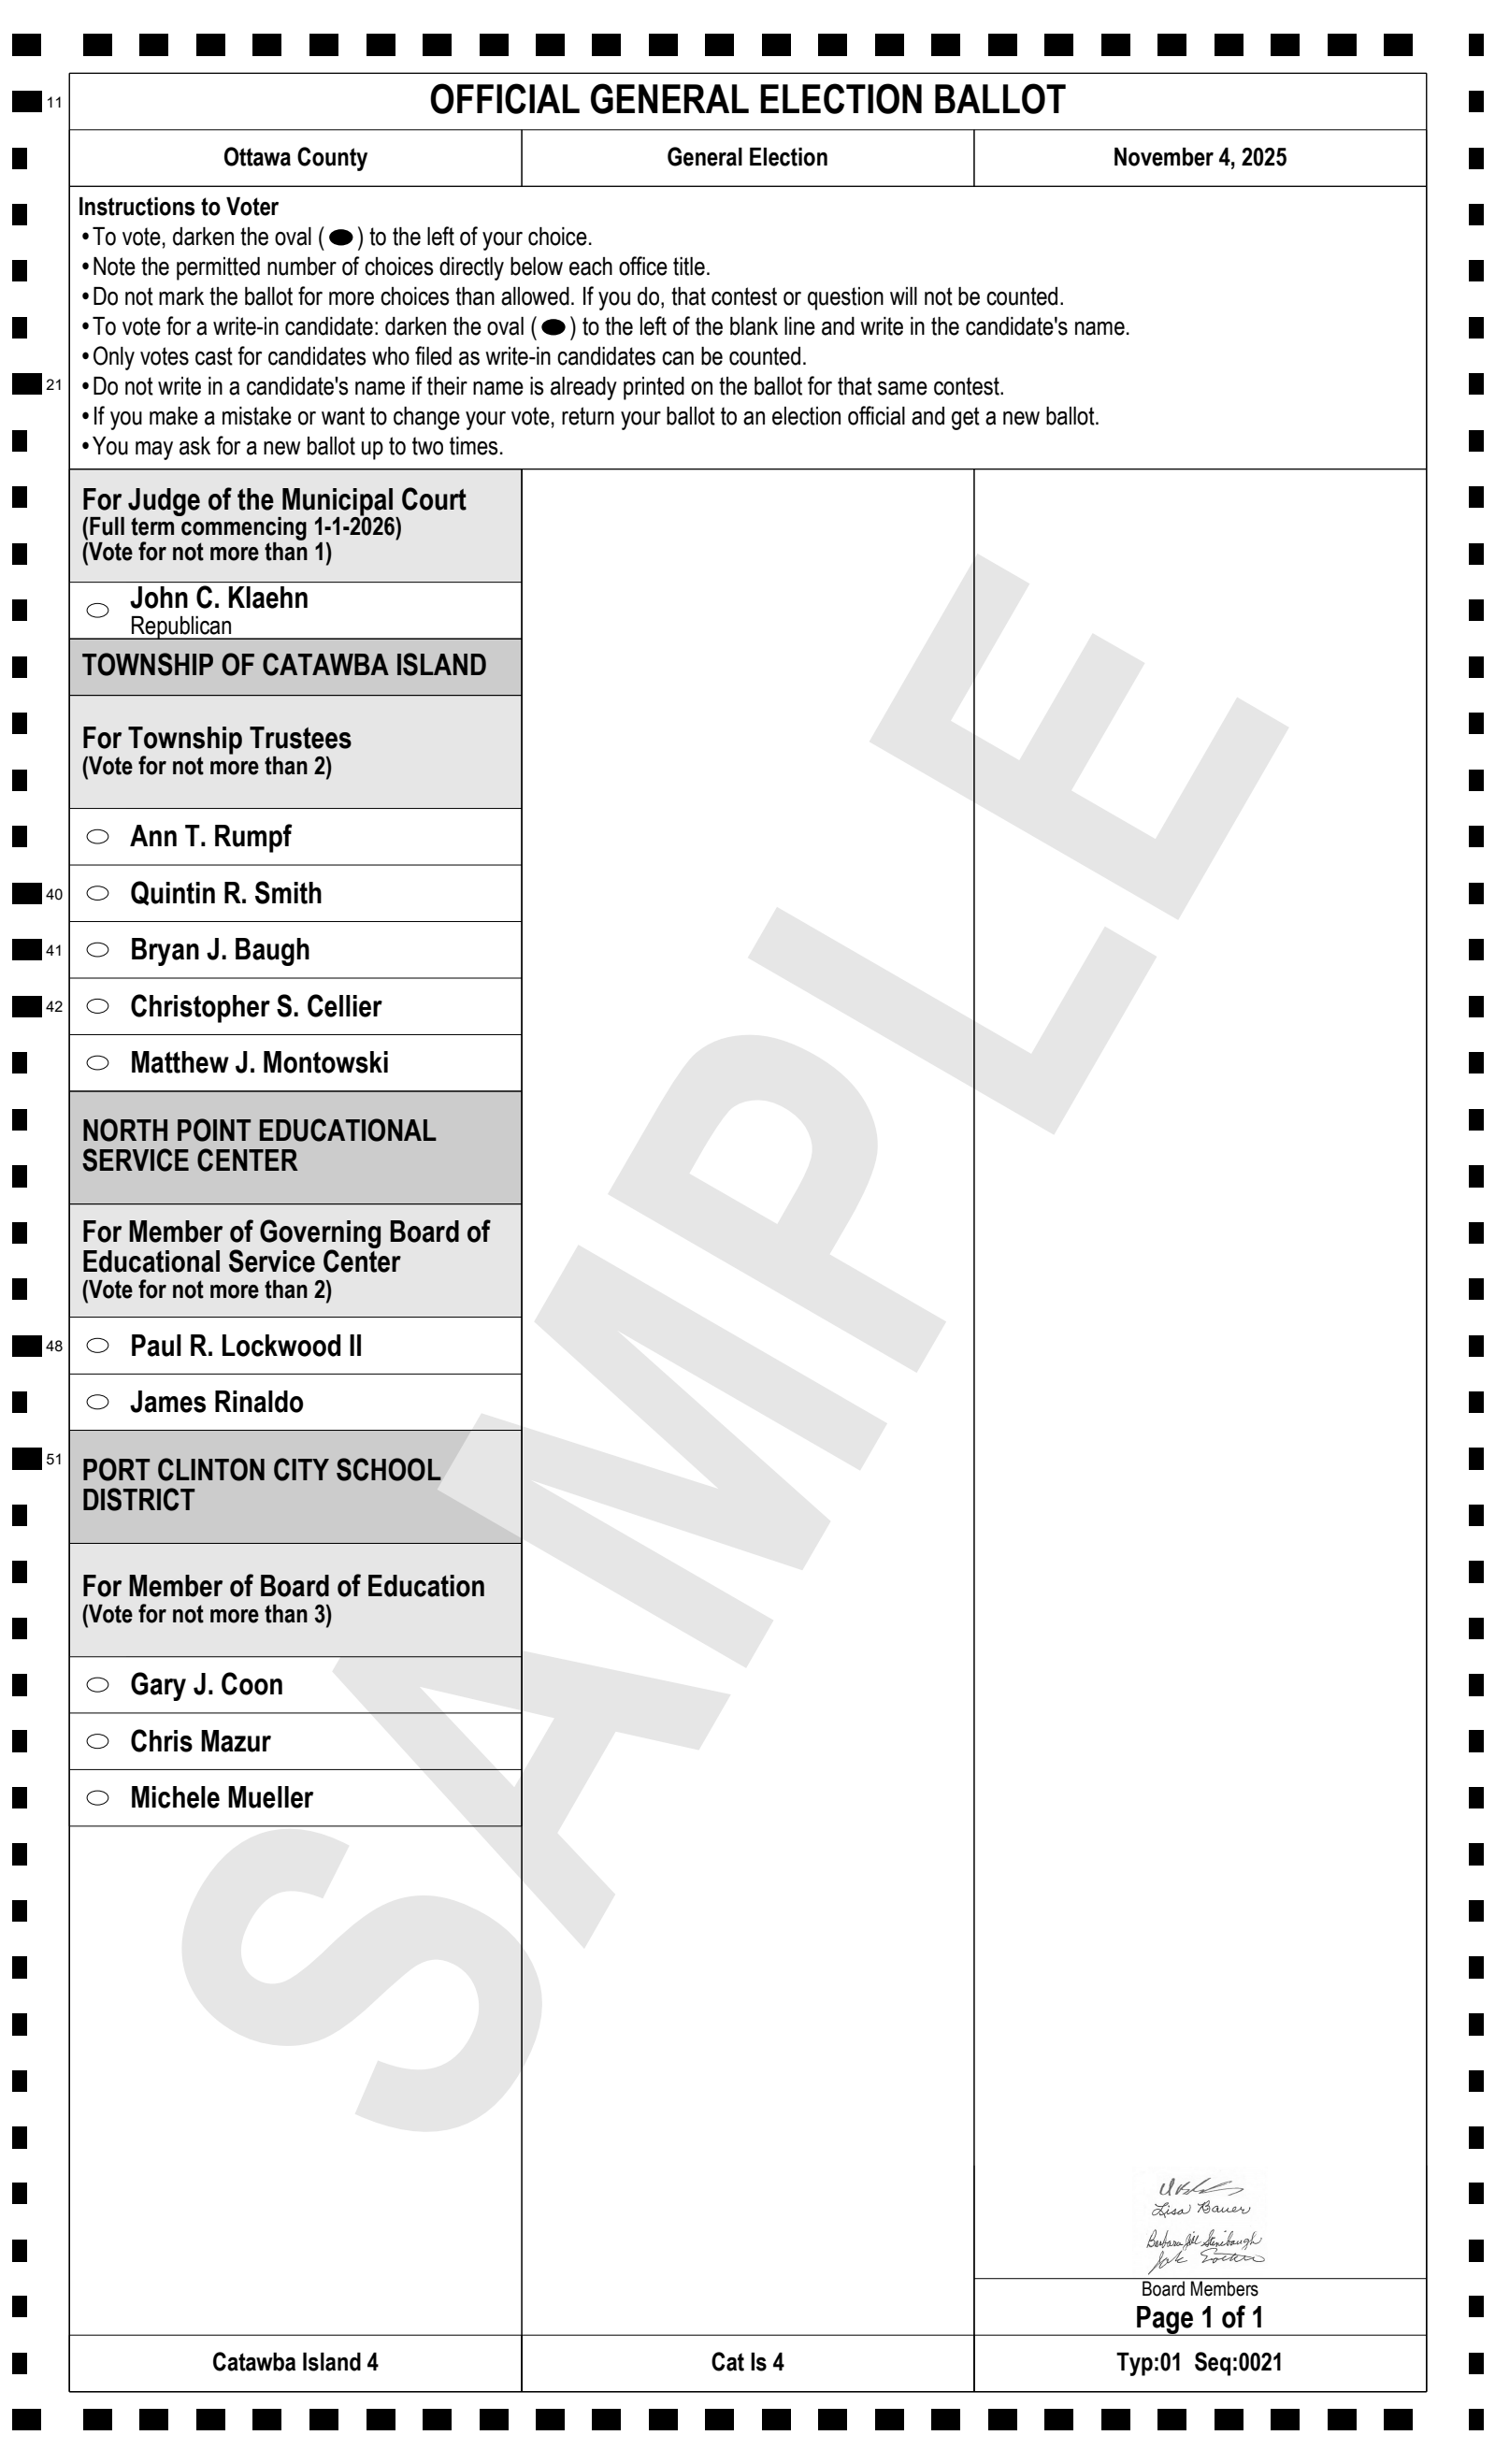 OFFICIAL GENERAL ELECTION BALLOT
Ottawa County
General Election
November 4, 2025
Instructions to Voter
• To vote, darken the oval ( ) to the left of your choice.
• Note the permitted number of choices directly below each office title.
• Do not mark the ballot for more choices than allowed. If you do, that contest or question will not be counted.
• To vote for a write-in candidate: darken the oval ( ) to the left of the blank line and write in the candidate's name.
• Only votes cast for candidates who filed as write-in candidates can be counted.
• Do not write in a candidate's name if their name is already printed on the ballot for that same contest.
• If you make a mistake or want to change your vote, return your ballot to an election official and get a new ballot.
• You may ask for a new ballot up to two times.
11
21
For Judge of the Municipal Court
(Full term commencing 1-1-2026)
(Vote for not more than 1)
John C. Klaehn
Republican
TOWNSHIP OF CATAWBA ISLAND
For Township Trustees
(Vote for not more than 2)
Ann T. Rumpf
40
Quintin R. Smith
41
Bryan J. Baugh
42
Christopher S. Cellier
Matthew J. Montowski
NORTH POINT EDUCATIONAL
SERVICE CENTER
For Member of Governing Board of
Educational Service Center
(Vote for not more than 2)
48
Paul R. Lockwood II
James Rinaldo
51
PORT CLINTON CITY SCHOOL
DISTRICT
For Member of Board of Education
(Vote for not more than 3)
Gary J. Coon
Chris Mazur
Michele Mueller
SAMPLE
Lisa Bauer
Barbara Jill
Board Members
Page 1 of 1
Catawba Island 4
Cat Is 4
Typ:01 Seq:0021